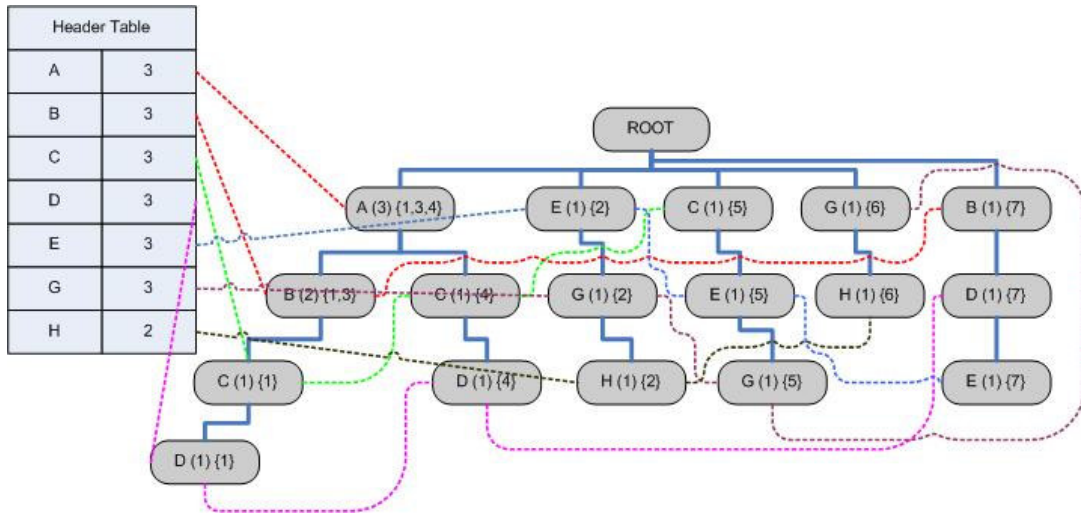 Header Table
A 3
B 3
C 3
D 3
E 3
G 3
H 2
ROOT
A (3) {1,3,4}
E (1) {2}
C (1) {5}
G (1) {6}
B (1) {7}
B (2) {1,3}
C (1) {4}
G (1) {2}
E (1) {5}
H (1) {6}
D (1) {7}
C (1) {1}
D (1) {4}
H (1) {2}
G (1) {5}
E (1) {7}
D (1) {1}